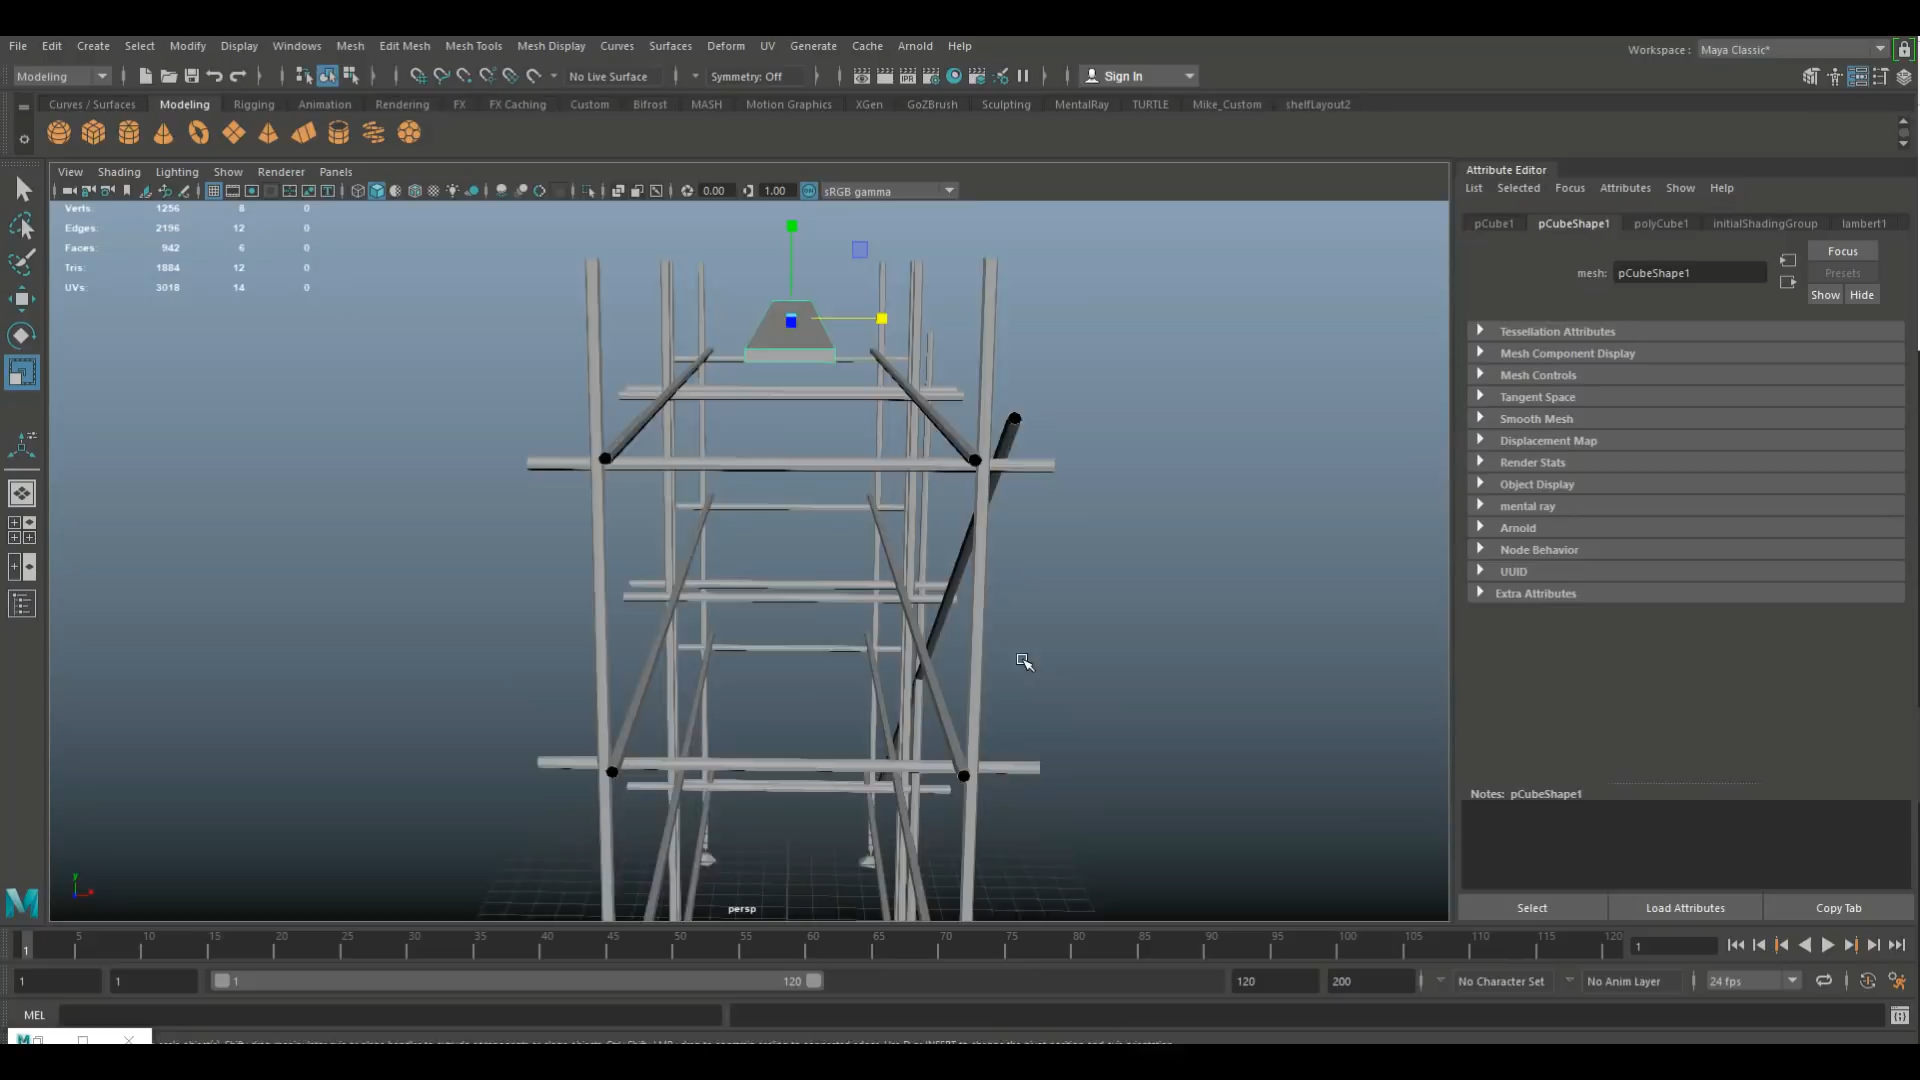 File Edit Create Select Modify Display Windows Mesh Edit Mesh Mesh Tools Mesh Display Curves Surfaces Deform UV Generate Cache Arnold Help
Workspace : Maya Classic*
Modeling No Live Surface Symmetry: Off Sign In
Curves / Surfaces Modeling Rigging Animation Rendering FX FX Caching Custom Bifrost MASH Motion Graphics XGen GoZBrush Sculpting MentalRay TURTLE Mike_Custom shelfLayout2
View Shading Lighting Show Renderer Panels
0.00 1.00 sRGB gamma
Verts: 1256 8 0
Edges: 2196 12 0
Faces: 942 6 0
Tris: 1884 12 0
UVs: 3018 14 0
persp
Attribute Editor
List Selected Focus Attributes Show Help
pCube1 pCubeShape1 polyCube1 initialShadingGroup lambert1
mesh: pCubeShape1
Focus
Presets
Show Hide
Tessellation Attributes
Mesh Component Display
Mesh Controls
Tangent Space
Smooth Mesh
Displacement Map
Render Stats
Object Display
mental ray
Arnold
Node Behavior
UUID
Extra Attributes
Notes: pCubeShape1
Select Load Attributes Copy Tab
1 5 10 15 20 25 30 35 40 45 50 55 60 65 70 75 80 85 90 95 100 105 110 115 120 1
1 1 1 120 120 200 No Character Set No Anim Layer 24 fps
MEL